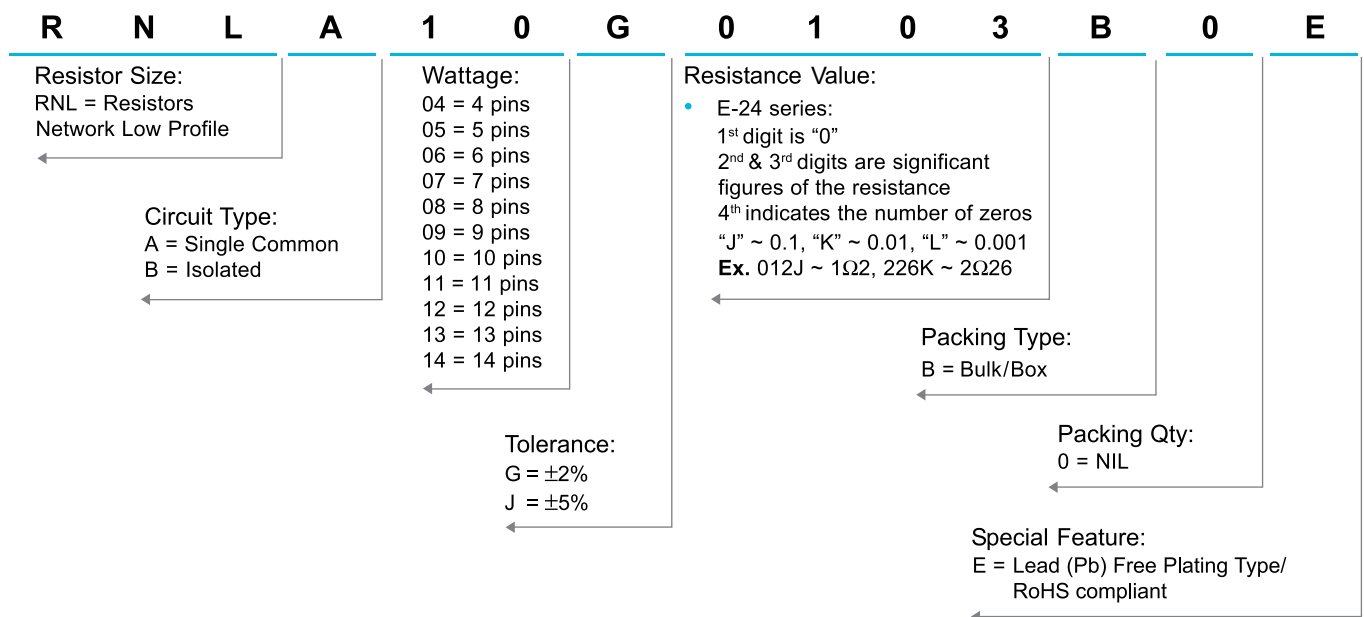 R N L A 1 0 G 0 1 0 3 B 0 E
Resistor Size:
RNL = Resistors
Network Low Profile
Circuit Type:
A = Single Common
B = Isolated
Wattage:
04 = 4 pins
05 = 5 pins
06 = 6 pins
07 = 7 pins
08 = 8 pins
09 = 9 pins
10 = 10 pins
11 = 11 pins
12 = 12 pins
13 = 13 pins
14 = 14 pins
Tolerance:
G = ±2%
J = ±5%
Resistance Value:
• E-24 series:
1st digit is “0”
2nd & 3rd digits are significant
figures of the resistance
4th indicates the number of zeros
“J” ~ 0.1, “K” ~ 0.01, “L” ~ 0.001
Ex. 012J ~ 1Ω2, 226K ~ 2Ω26
Packing Type:
B = Bulk/Box
Packing Qty:
0 = NIL
Special Feature:
E = Lead (Pb) Free Plating Type/
RoHS compliant